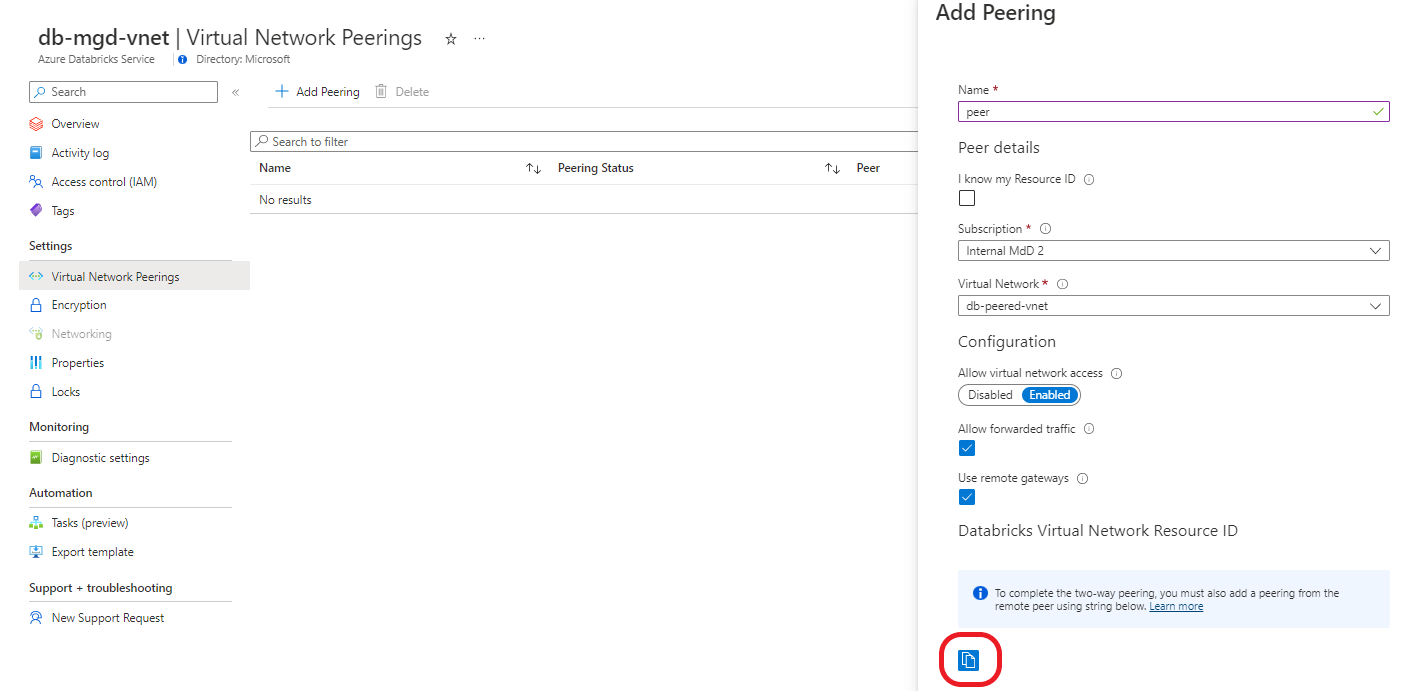 db-mgd-vnet | Virtual Network Peerings ☆ ...
Azure Databricks Service Directory: Microsoft
Search «
Overview
Activity log
Access control (IAM)
Tags
Settings
Virtual Network Peerings
Encryption
Networking
Properties
Locks
Monitoring
Diagnostic settings
Automation
Tasks (preview)
Export template
Support + troubleshooting
New Support Request
+ Add Peering Delete
Search to filter
Name ↑↓ Peering Status ↑↓ Peer
No results
Add Peering
Name *
peer
Peer details
I know my Resource ID
Subscription *
Internal MdD 2
Virtual Network *
db-peered-vnet
Configuration
Allow virtual network access
Disabled Enabled
Allow forwarded traffic
Use remote gateways
Databricks Virtual Network Resource ID
To complete the two-way peering, you must also add a peering from the
remote peer using string below. Learn more